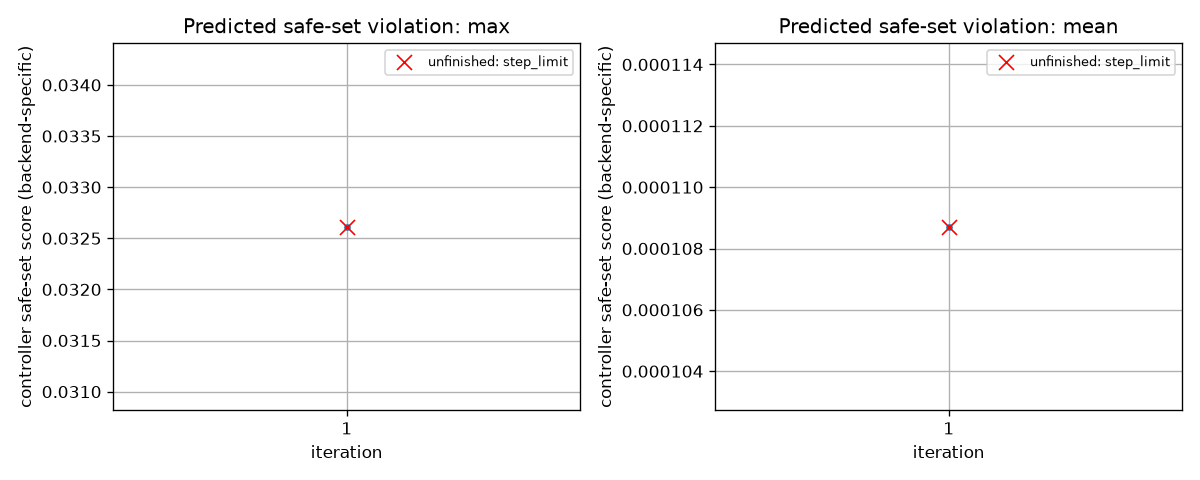 Predicted safe-set violation: max
controller safe-set score (backend-specific)
unfinished: step_limit
0.0340
0.0335
0.0330
0.0325
0.0320
0.0315
0.0310
1
iteration
Predicted safe-set violation: mean
controller safe-set score (backend-specific)
unfinished: step_limit
0.000114
0.000112
0.000110
0.000108
0.000106
0.000104
1
iteration